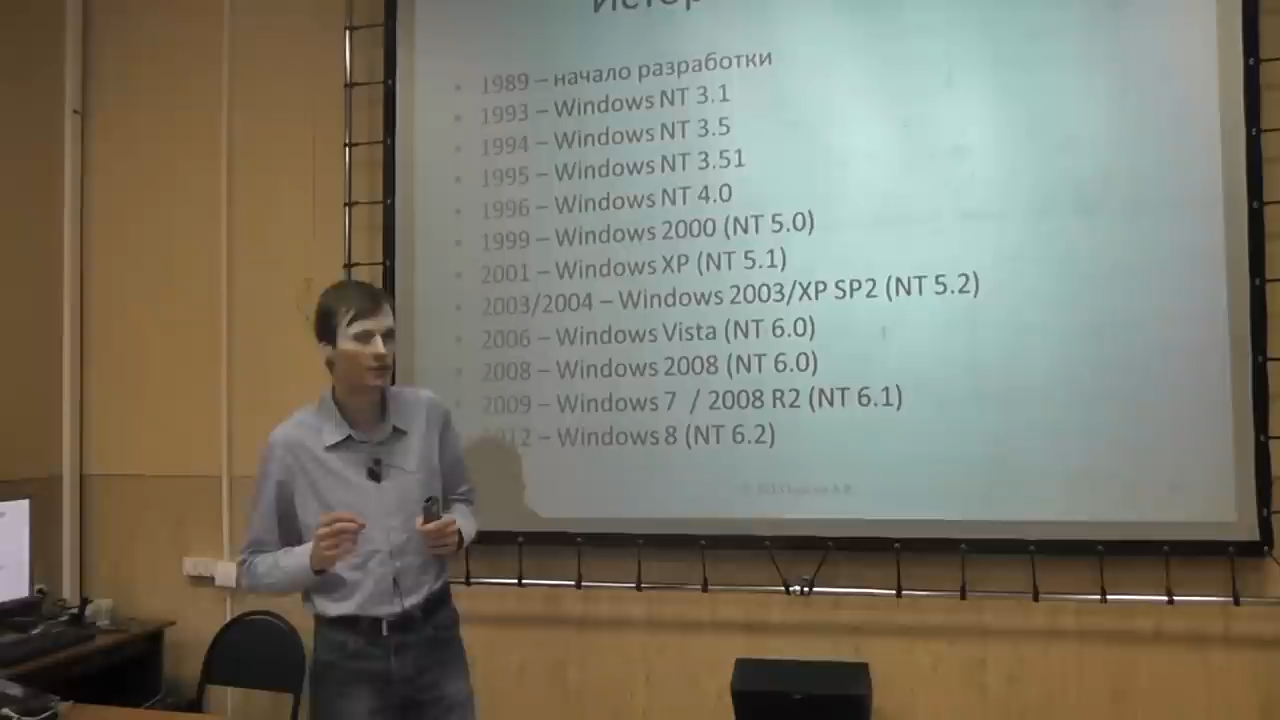 1989 – начало разработки
1993 – Windows NT 3.1
1994 – Windows NT 3.5
1995 – Windows NT 3.51
1996 – Windows NT 4.0
1999 – Windows 2000 (NT 5.0)
2001 – Windows XP (NT 5.1)
2003/2004 – Windows 2003/XP SP2 (NT 5.2)
2006 – Windows Vista (NT 6.0)
2008 – Windows 2008 (NT 6.0)
2009 – Windows 7 / 2008 R2 (NT 6.1)
2012 – Windows 8 (NT 6.2)